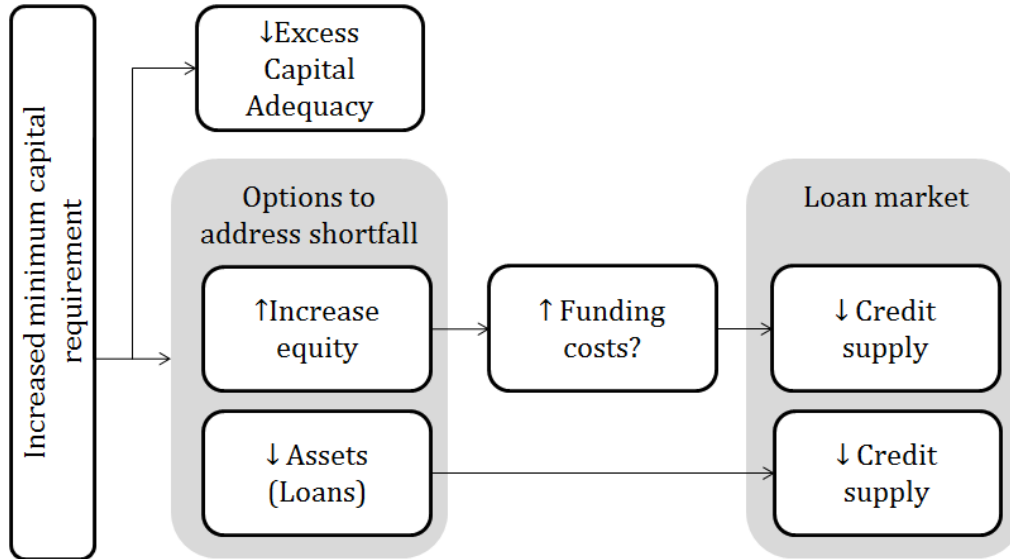 Increased minimum capital
requirement
↓Excess
Capital
Adequacy
Options to
address shortfall
↑Increase
equity
↓ Assets
(Loans)
↑ Funding
costs?
Loan market
↓ Credit
supply
↓ Credit
supply